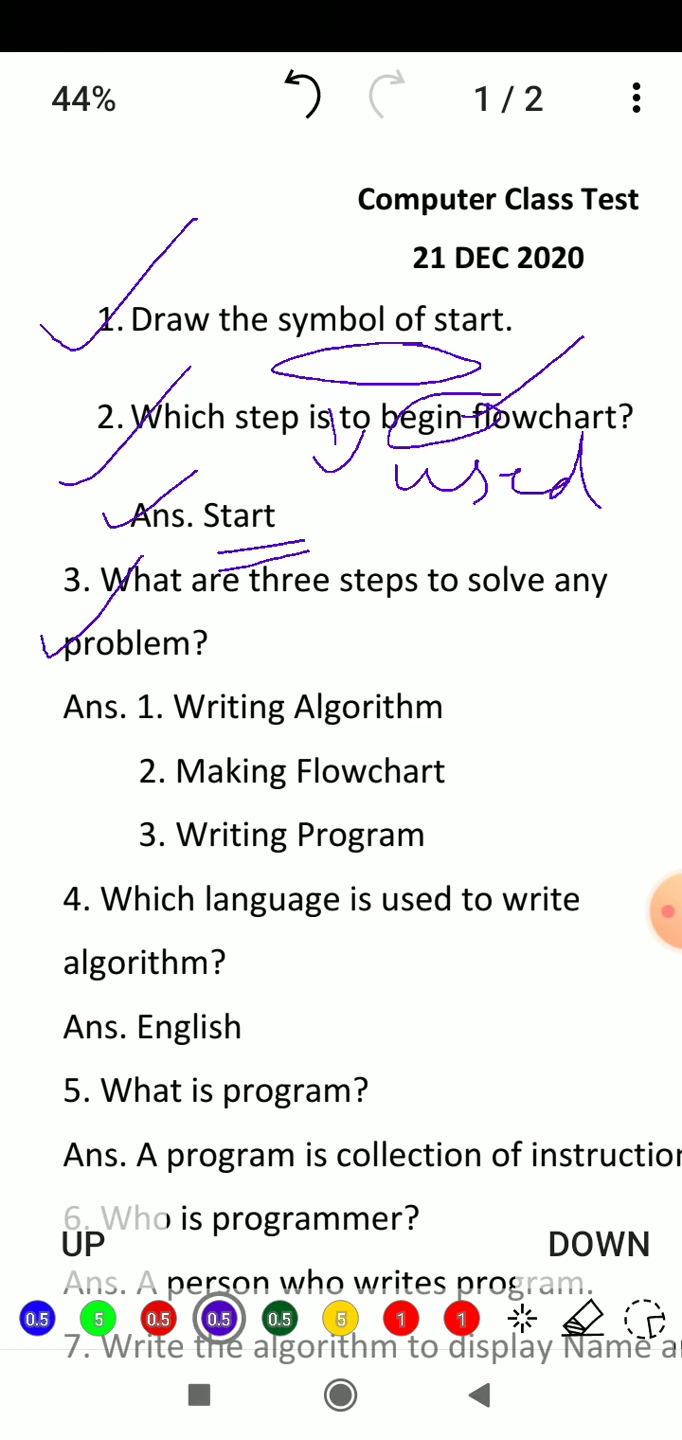 44%
1 / 2
Computer Class Test
21 DEC 2020
1. Draw the symbol of start.
2. Which step is to begin flowchart?
used
Ans. Start
3. What are three steps to solve any
problem?
Ans. 1. Writing Algorithm
2. Making Flowchart
3. Writing Program
4. Which language is used to write
algorithm?
Ans. English
5. What is program?
Ans. A program is collection of instruction
6. Who is programmer?
UP
DOWN
Ans. A person who writes program.
0.5 5 0.5 0.5 0.5 5 1 1
7. Write the algorithm to display Name a